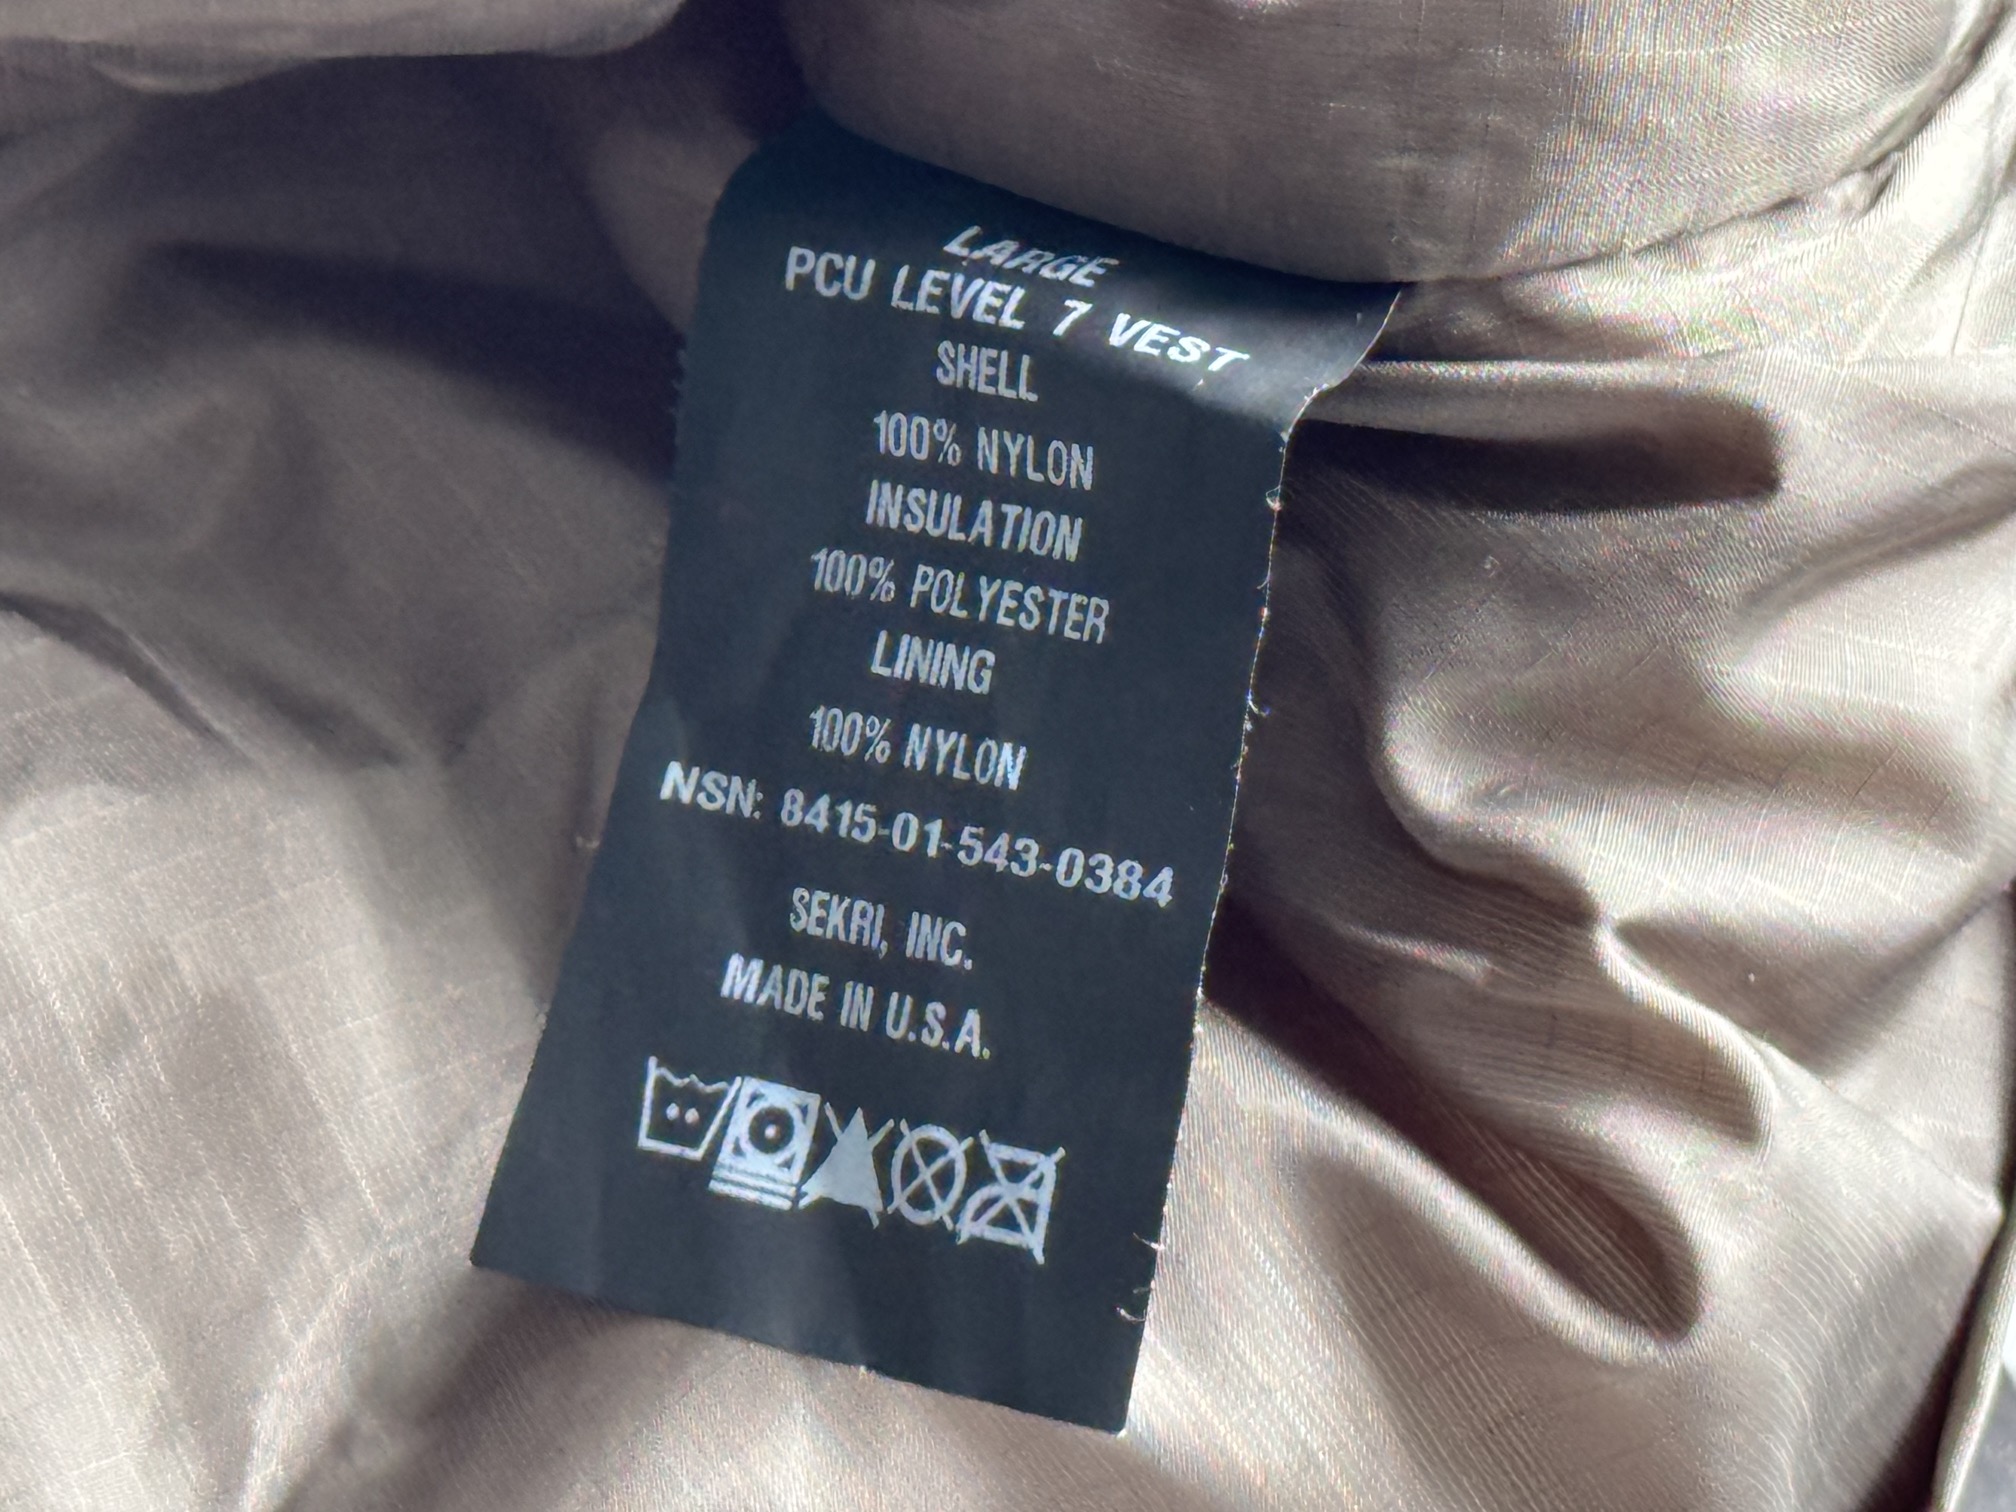 LARGE
PCU LEVEL 7 VEST
SHELL
100% NYLON
INSULATION
100% POLYESTER
LINING
100% NYLON
NSN: 8415-01-543-0384
SEKRI, INC.
MADE IN U.S.A.